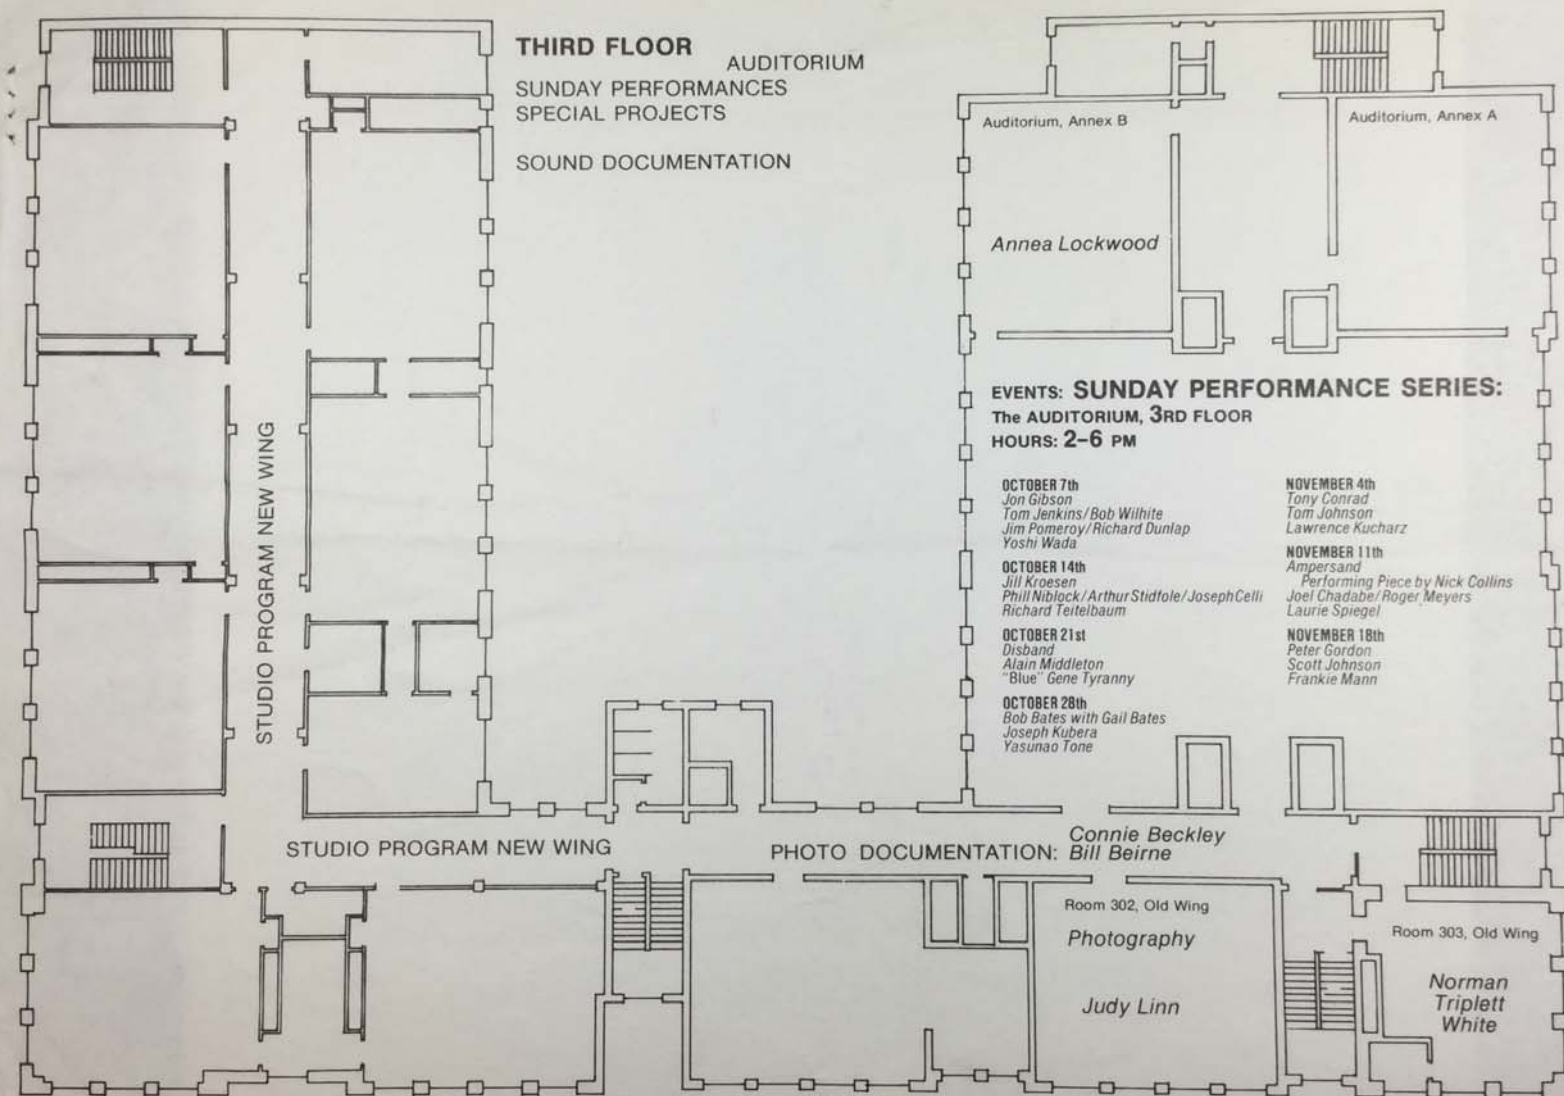 THIRD FLOOR
AUDITORIUM
SUNDAY PERFORMANCES
SPECIAL PROJECTS
SOUND DOCUMENTATION
STUDIO PROGRAM NEW WING
STUDIO PROGRAM NEW WING
Auditorium, Annex B
Auditorium, Annex A
Annea Lockwood
EVENTS: SUNDAY PERFORMANCE SERIES:
The AUDITORIUM, 3RD FLOOR
HOURS: 2-6 PM
OCTOBER 7th
Jon Gibson
Tom Jenkins/Bob Wilhite
Jim Pomeroy/Richard Dunlap
Yoshi Wada
OCTOBER 14th
Jill Kroesen
Phill Niblock/Arthur Stidfole/Joseph Celli
Richard Teitelbaum
OCTOBER 21st
Disband
Alain Middleton
"Blue" Gene Tyranny
OCTOBER 28th
Bob Bates with Gail Bates
Joseph Kubera
Yasunao Tone
NOVEMBER 4th
Tony Conrad
Tom Johnson
Lawrence Kucharz
NOVEMBER 11th
Ampersand
Performing Piece by Nick Collins
Joel Chadabe/Roger Meyers
Laurie Spiegel
NOVEMBER 18th
Peter Gordon
Scott Johnson
Frankie Mann
PHOTO DOCUMENTATION: Connie Beckley
Bill Beirne
Room 302, Old Wing
Photography
Judy Linn
Room 303, Old Wing
Norman
Triplett
White